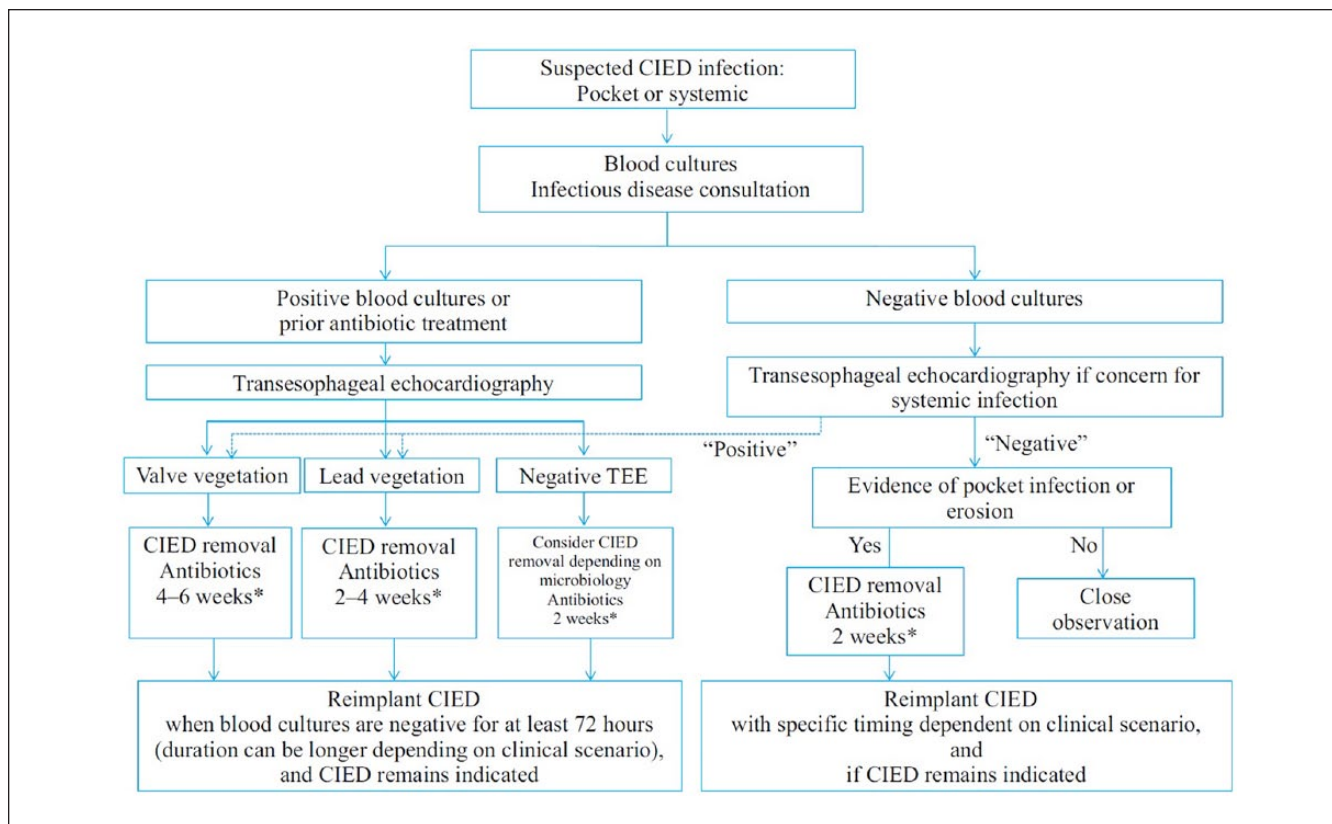 Suspected CIED infection:
Pocket or systemic
Blood cultures
Infectious disease consultation
Positive blood cultures or
prior antibiotic treatment
Negative blood cultures
Transesophageal echocardiography
Transesophageal echocardiography if concern for
systemic infection
“Positive”
“Negative”
Valve vegetation
Lead vegetation
Negative TEE
Evidence of pocket infection or
erosion
CIED removal
Antibiotics
4–6 weeks*
CIED removal
Antibiotics
2–4 weeks*
Consider CIED
removal depending on
microbiology
Antibiotics
2 weeks*
Yes
No
CIED removal
Antibiotics
2 weeks*
Close
observation
Reimplant CIED
when blood cultures are negative for at least 72 hours
(duration can be longer depending on clinical scenario),
and CIED remains indicated
Reimplant CIED
with specific timing dependent on clinical scenario,
and
if CIED remains indicated